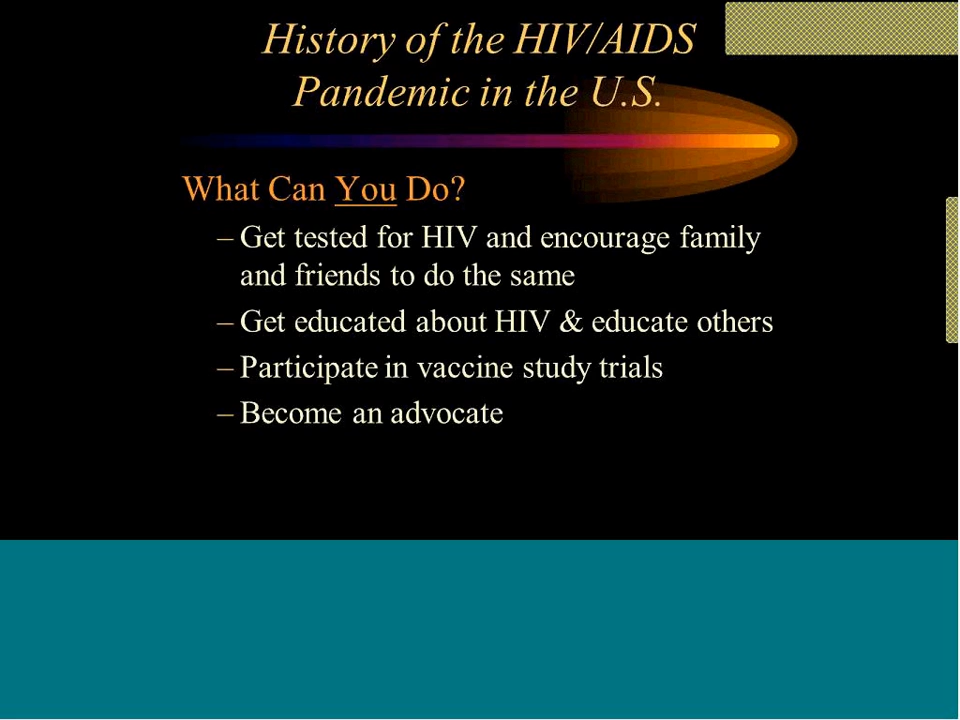 History of the HIV/AIDS
Pandemic in the U.S.
What Can You Do?
– Get tested for HIV and encourage family
and friends to do the same
– Get educated about HIV & educate others
– Participate in vaccine study trials
– Become an advocate